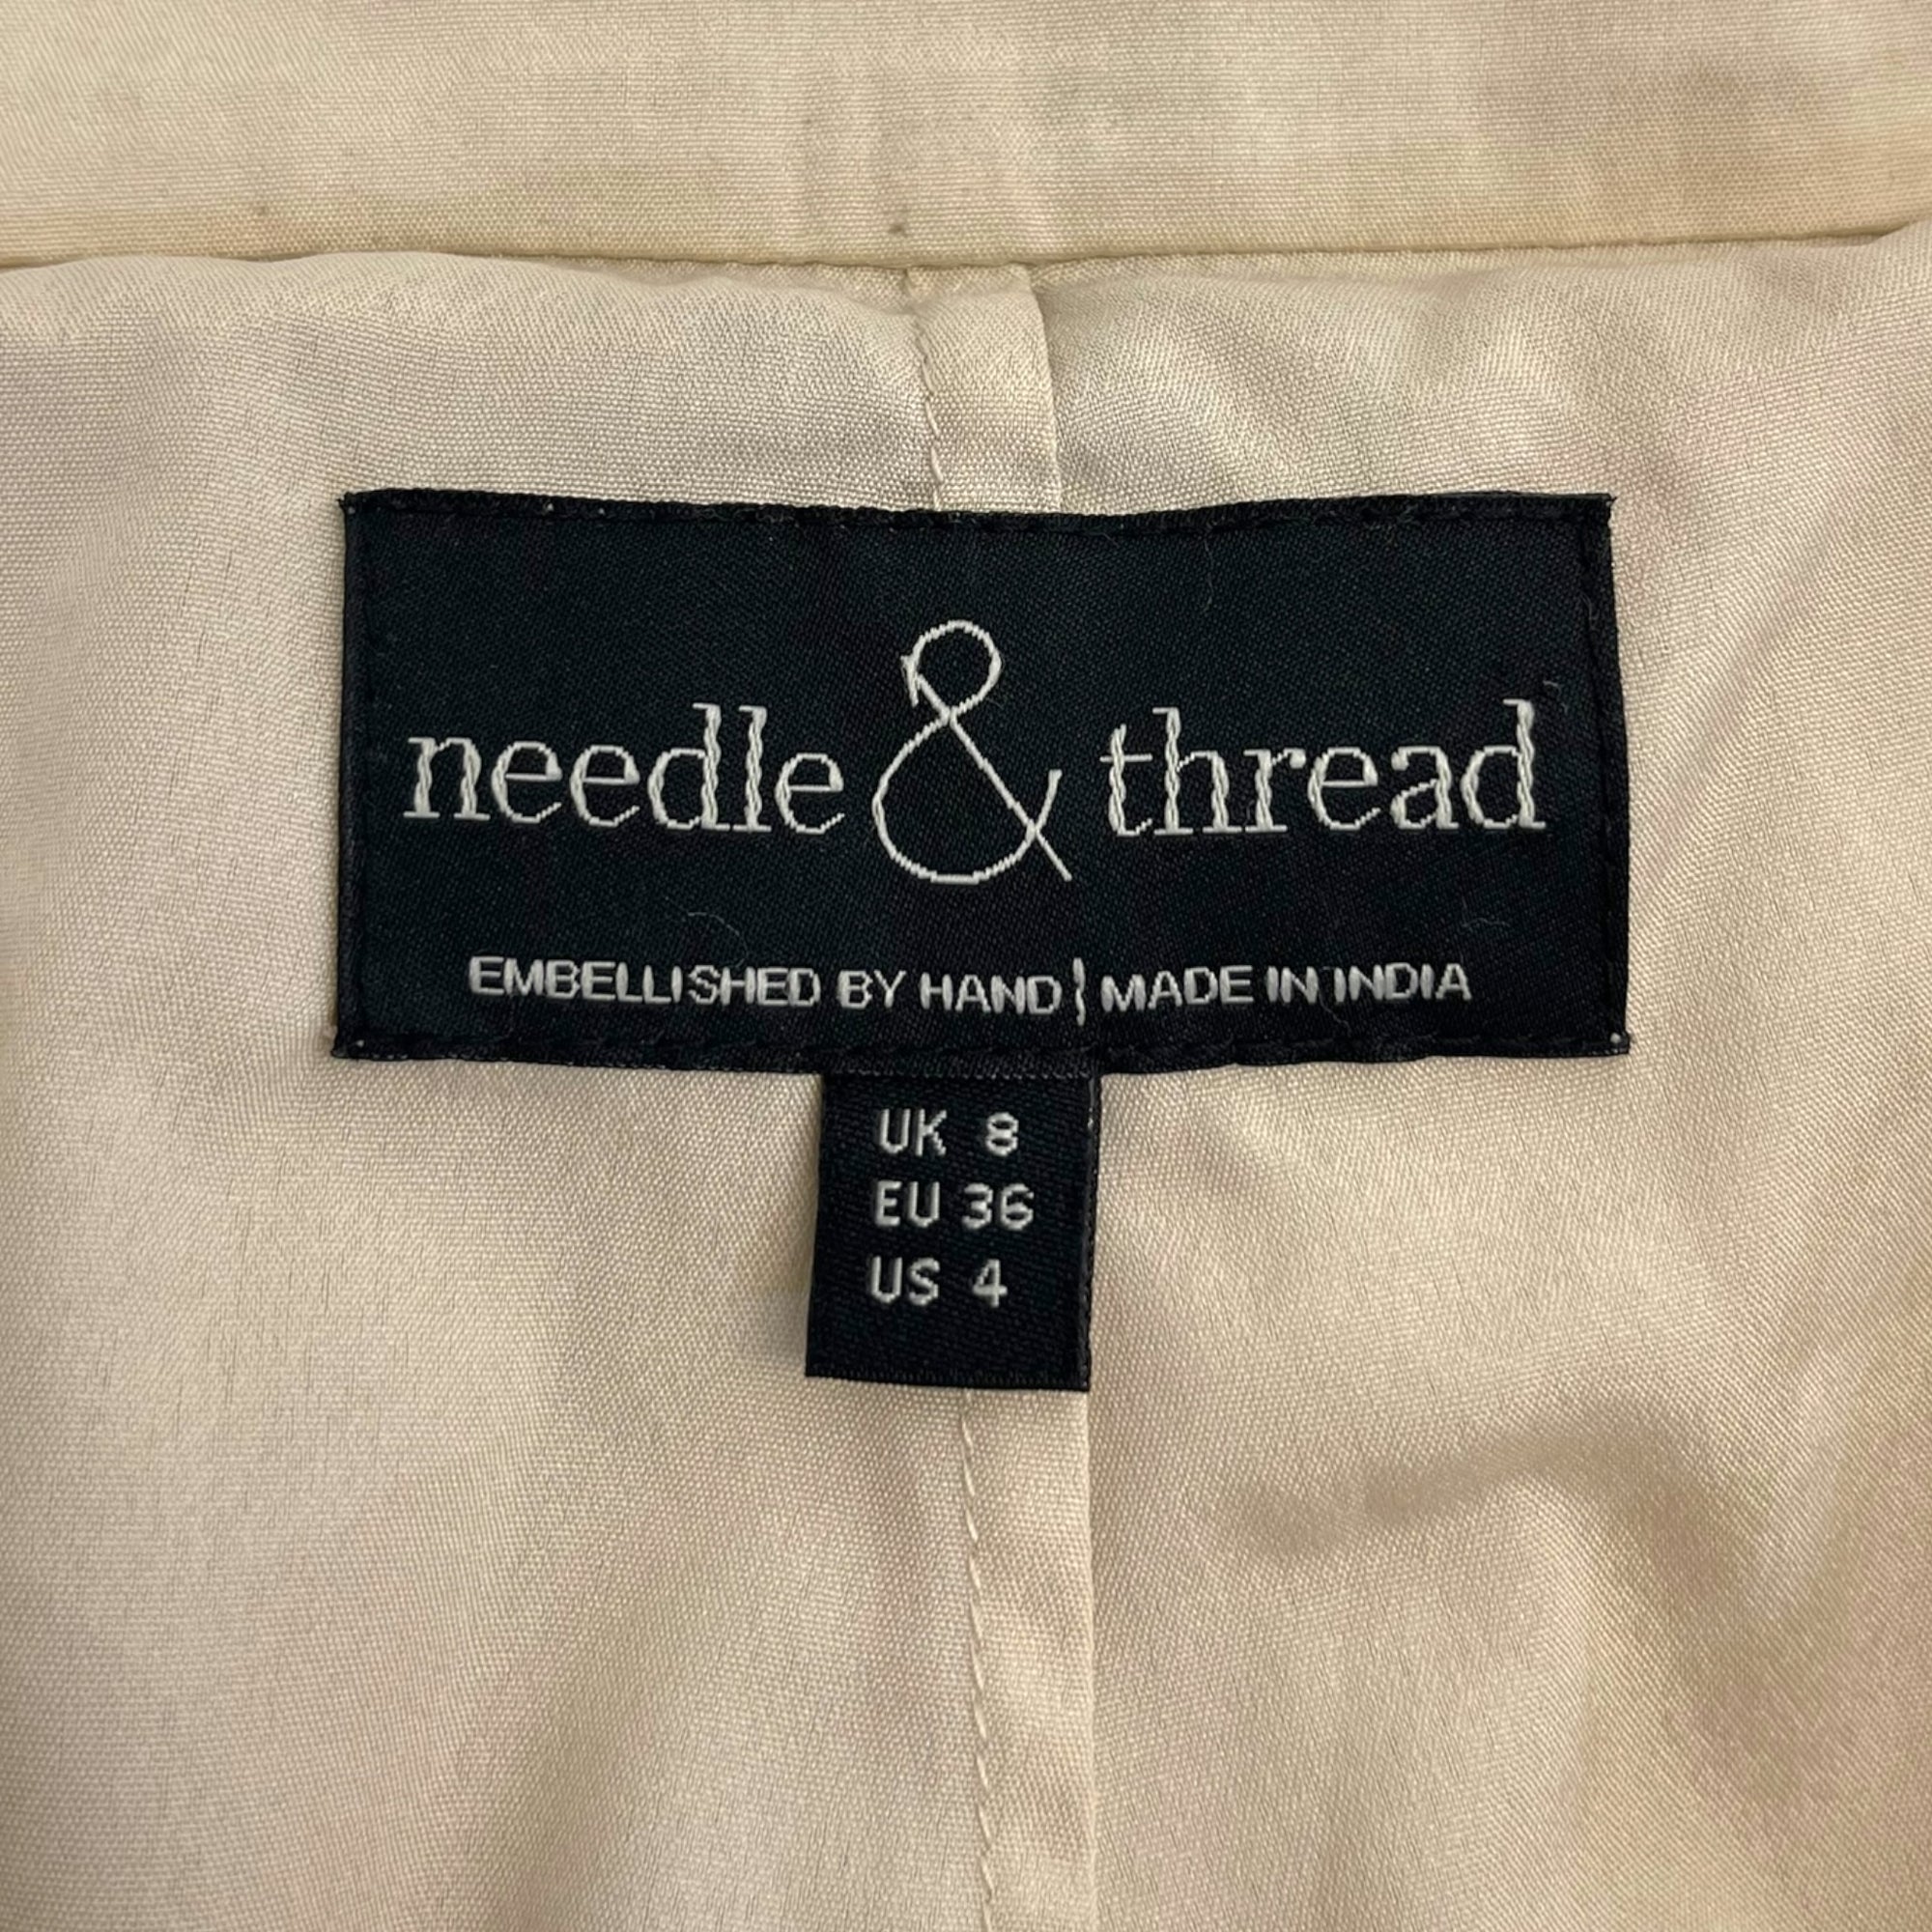 needle & thread
EMBELLISHED BY HAND | MADE IN INDIA
UK 8
EU 36
US 4